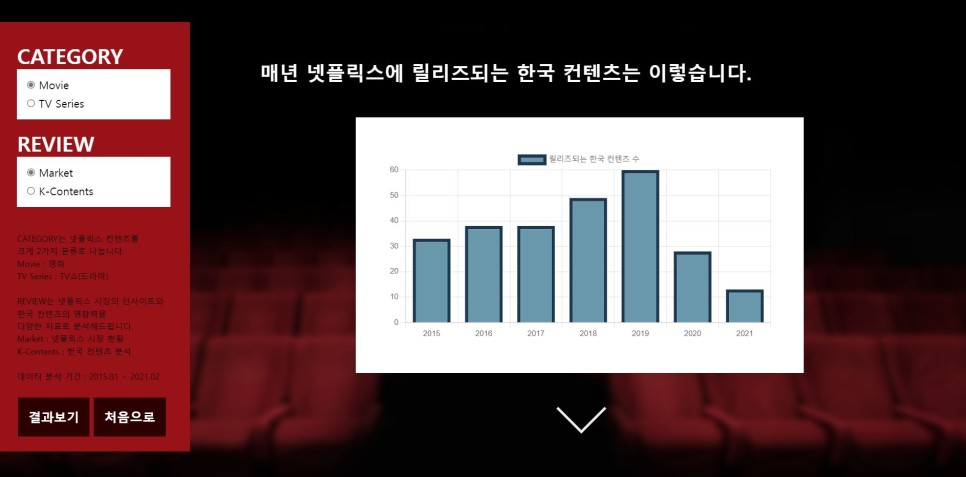 CATEGORY
Movie
TV Series
REVIEW
Market
K-Contents
CATEGORY는 넷플릭스 컨텐츠를
크게 2가지 분류로 나눕니다.
Movie : 영화
TV Series : TV쇼(드라마)
REVIEW는 넷플릭스 시장의 인사이트와
한국 컨텐츠의 영향력을
다양한 지표로 분석해드립니다.
Market : 넷플릭스 시장 현황
K-Contents : 한국 컨텐츠 분석
데이터 분석 기간 : 2015.01 ~ 2021.02
결과보기 처음으로
매년 넷플릭스에 릴리즈되는 한국 컨텐츠는 이렇습니다.
릴리즈되는 한국 컨텐츠 수
60
50
40
30
20
10
0
2015 2016 2017 2018 2019 2020 2021